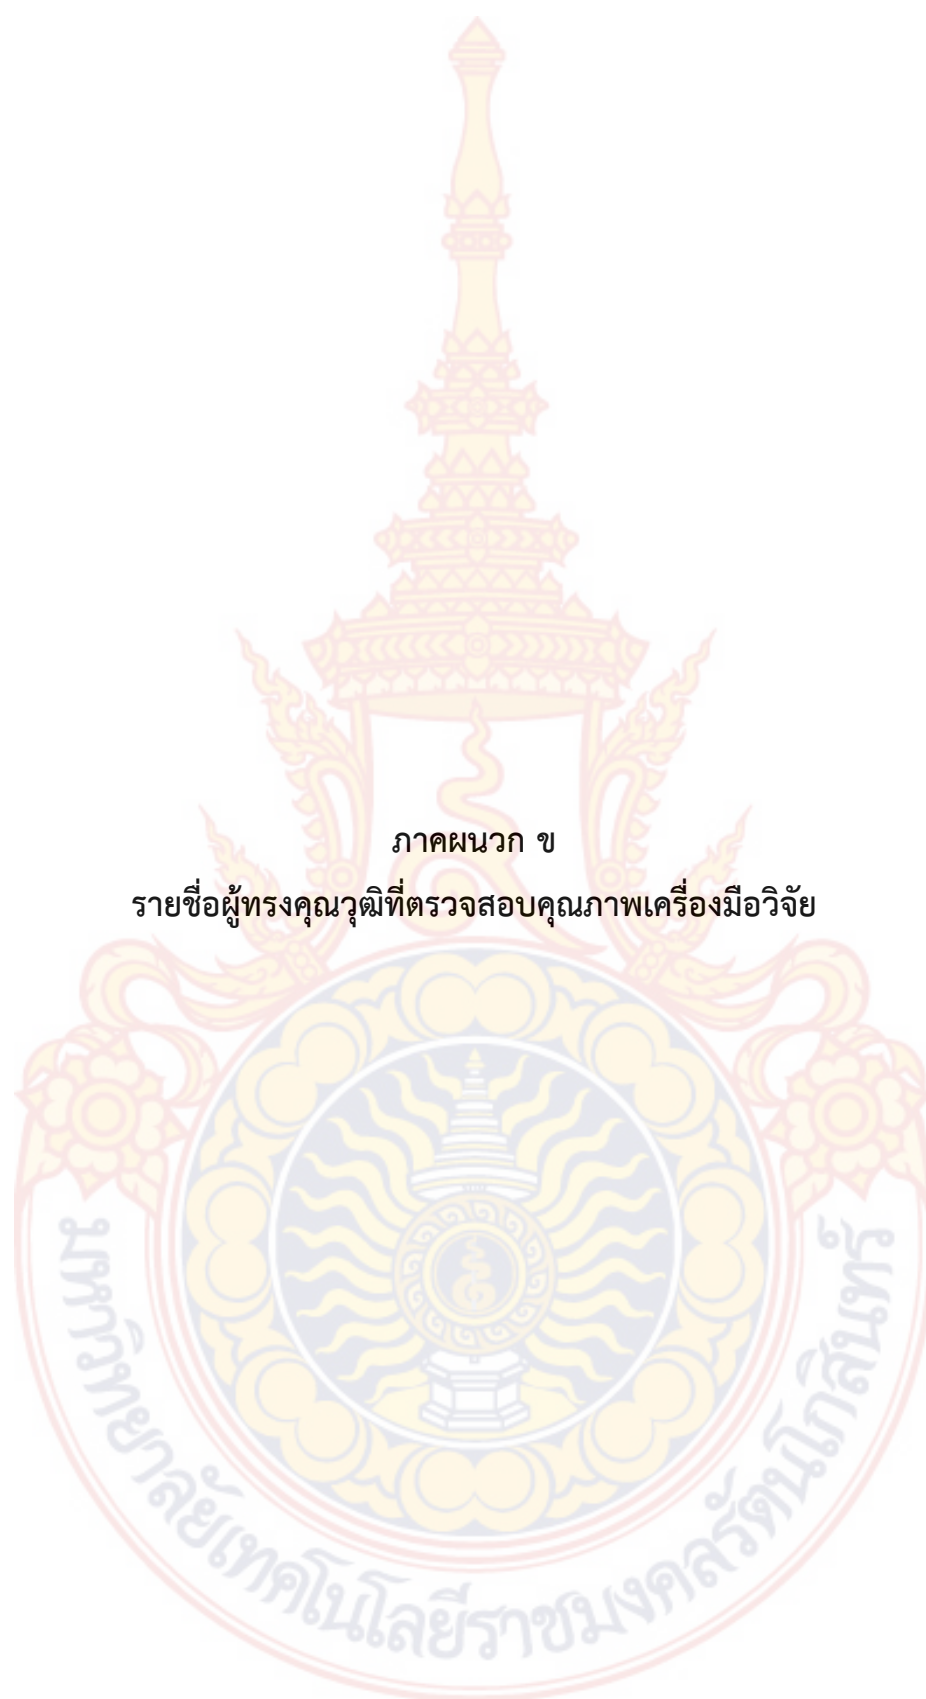 ภาคผนวก ข
รายชื่อผู้ทรงคุณวุฒิที่ตรวจสอบคุณภาพเครื่องมือวิจัย
มหาวิทยาลัยเทคโนโลยีราชมงคลรัตนโกสินทร์